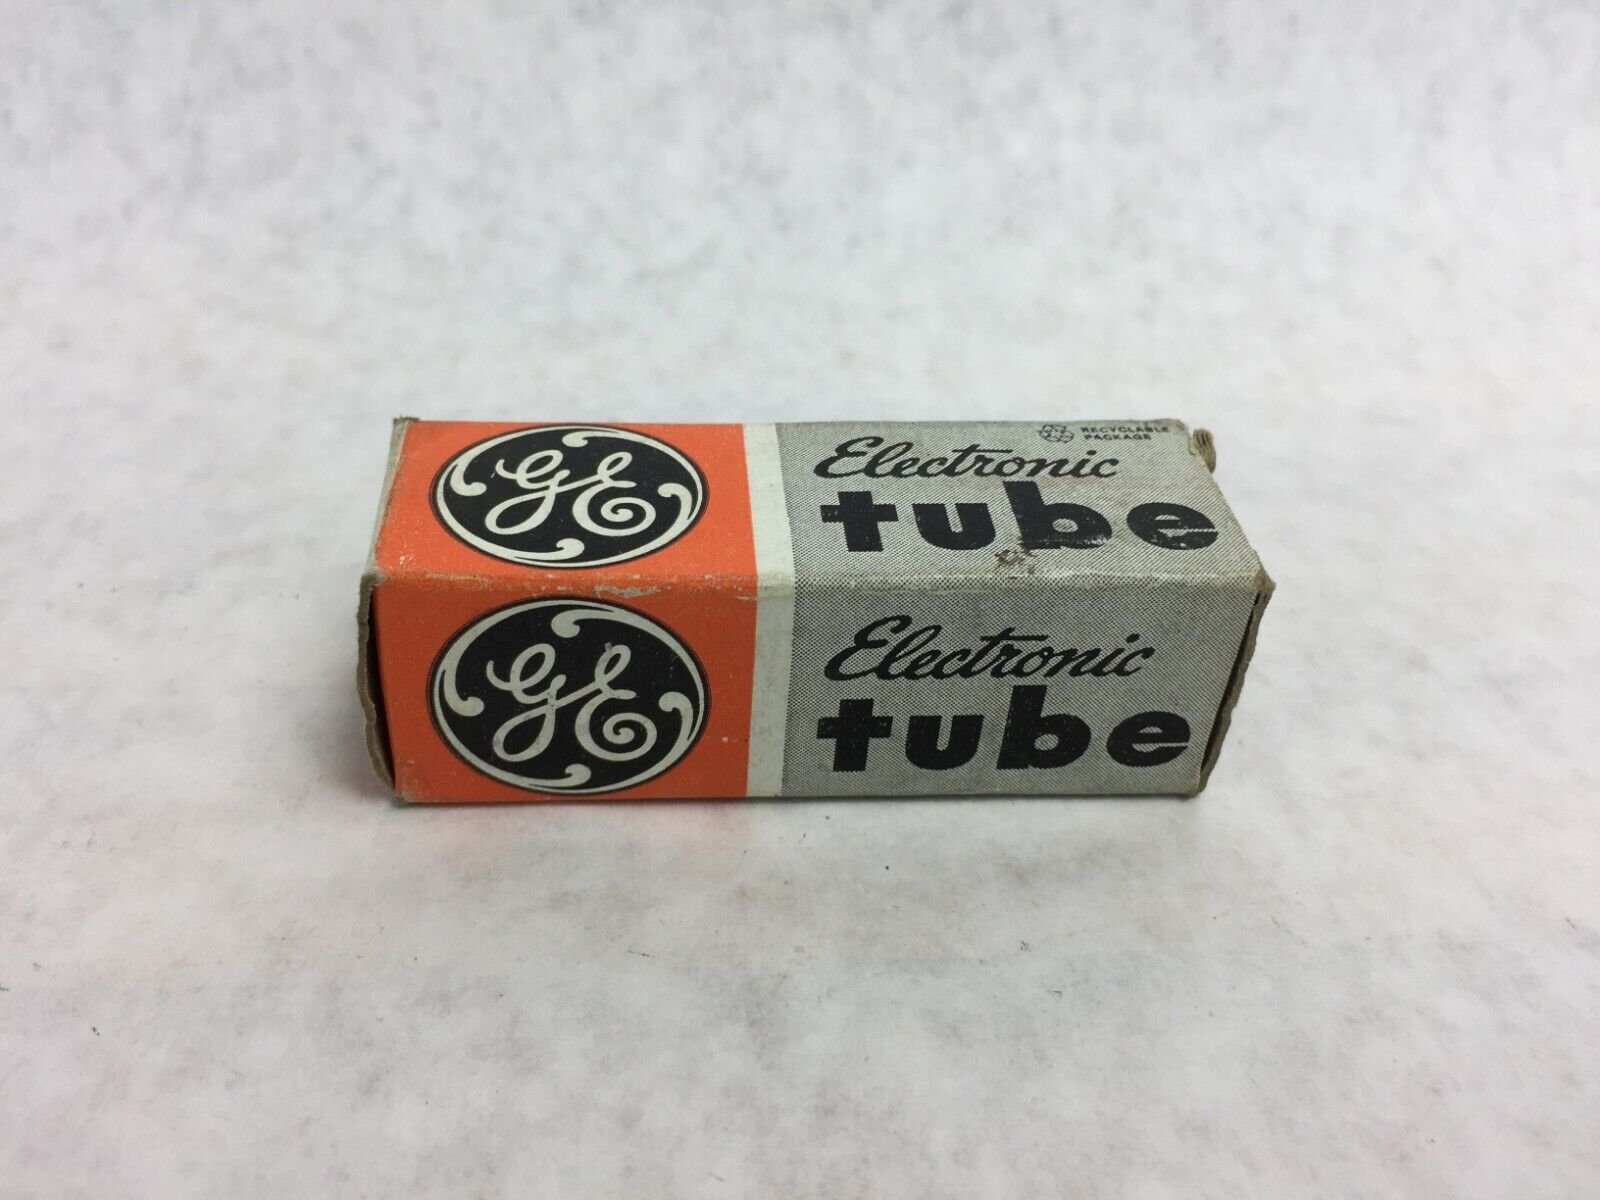 GE
Electronic
RECYCLABLE
PACKAGE
tube
GE
Electronic
tube